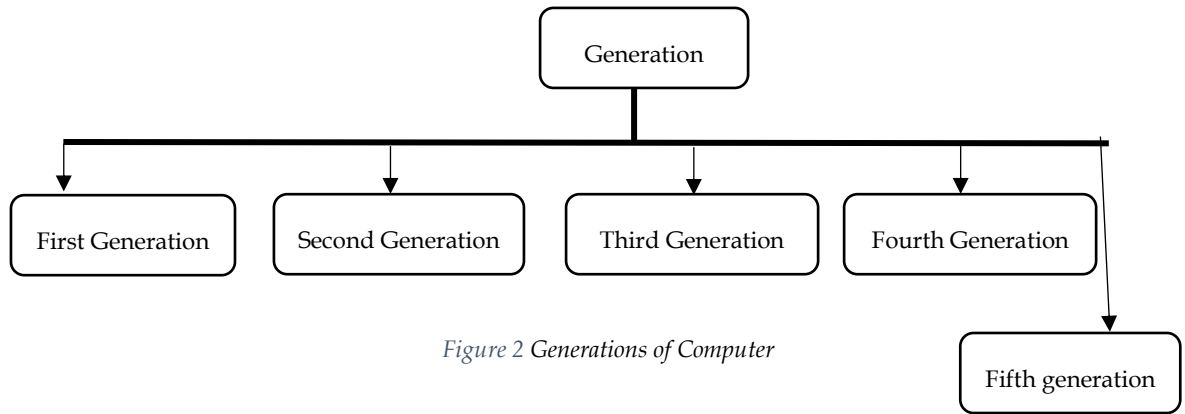 Generation
First Generation
Second Generation
Third Generation
Fourth Generation
Figure 2 Generations of Computer
Fifth generation